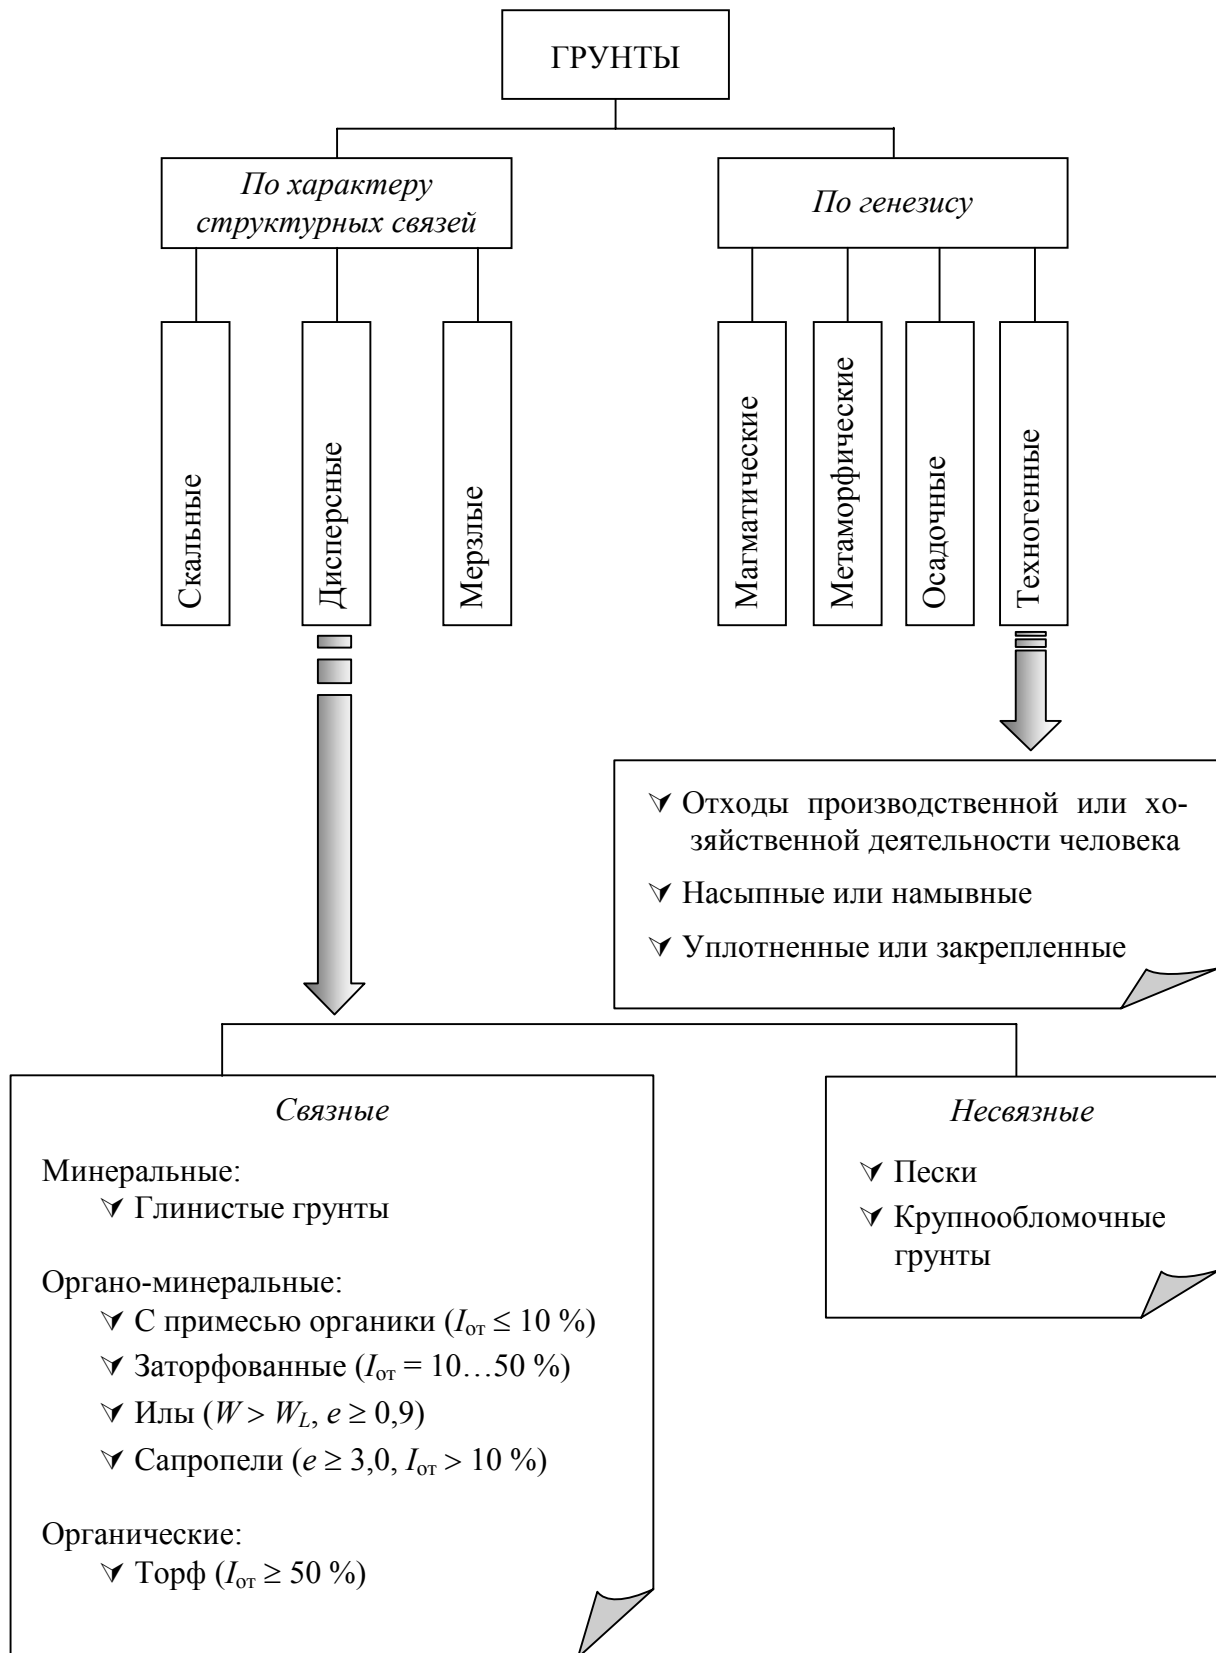 ГРУНТЫ
По характеру
структурных связей
По генезису
Скальные
Дисперсные
Мерзлые
Магматические
Метаморфические
Осадочные
Техногенные
⮛ Отходы производственной или хо-
зяйственной деятельности человека
⮛ Насыпные или намывные
⮛ Уплотненные или закрепленные
Связные
Минеральные:
⮛ Глинистые грунты
Органо-минеральные:
⮛ С примесью органики (Iот ≤ 10 %)
⮛ Заторфованные (Iот = 10…50 %)
⮛ Илы (W > WL, e ≥ 0,9)
⮛ Сапропели (e ≥ 3,0, Iот > 10 %)
Органические:
⮛ Торф (Iот ≥ 50 %)
Несвязные
⮛ Пески
⮛ Крупнообломочные
грунты